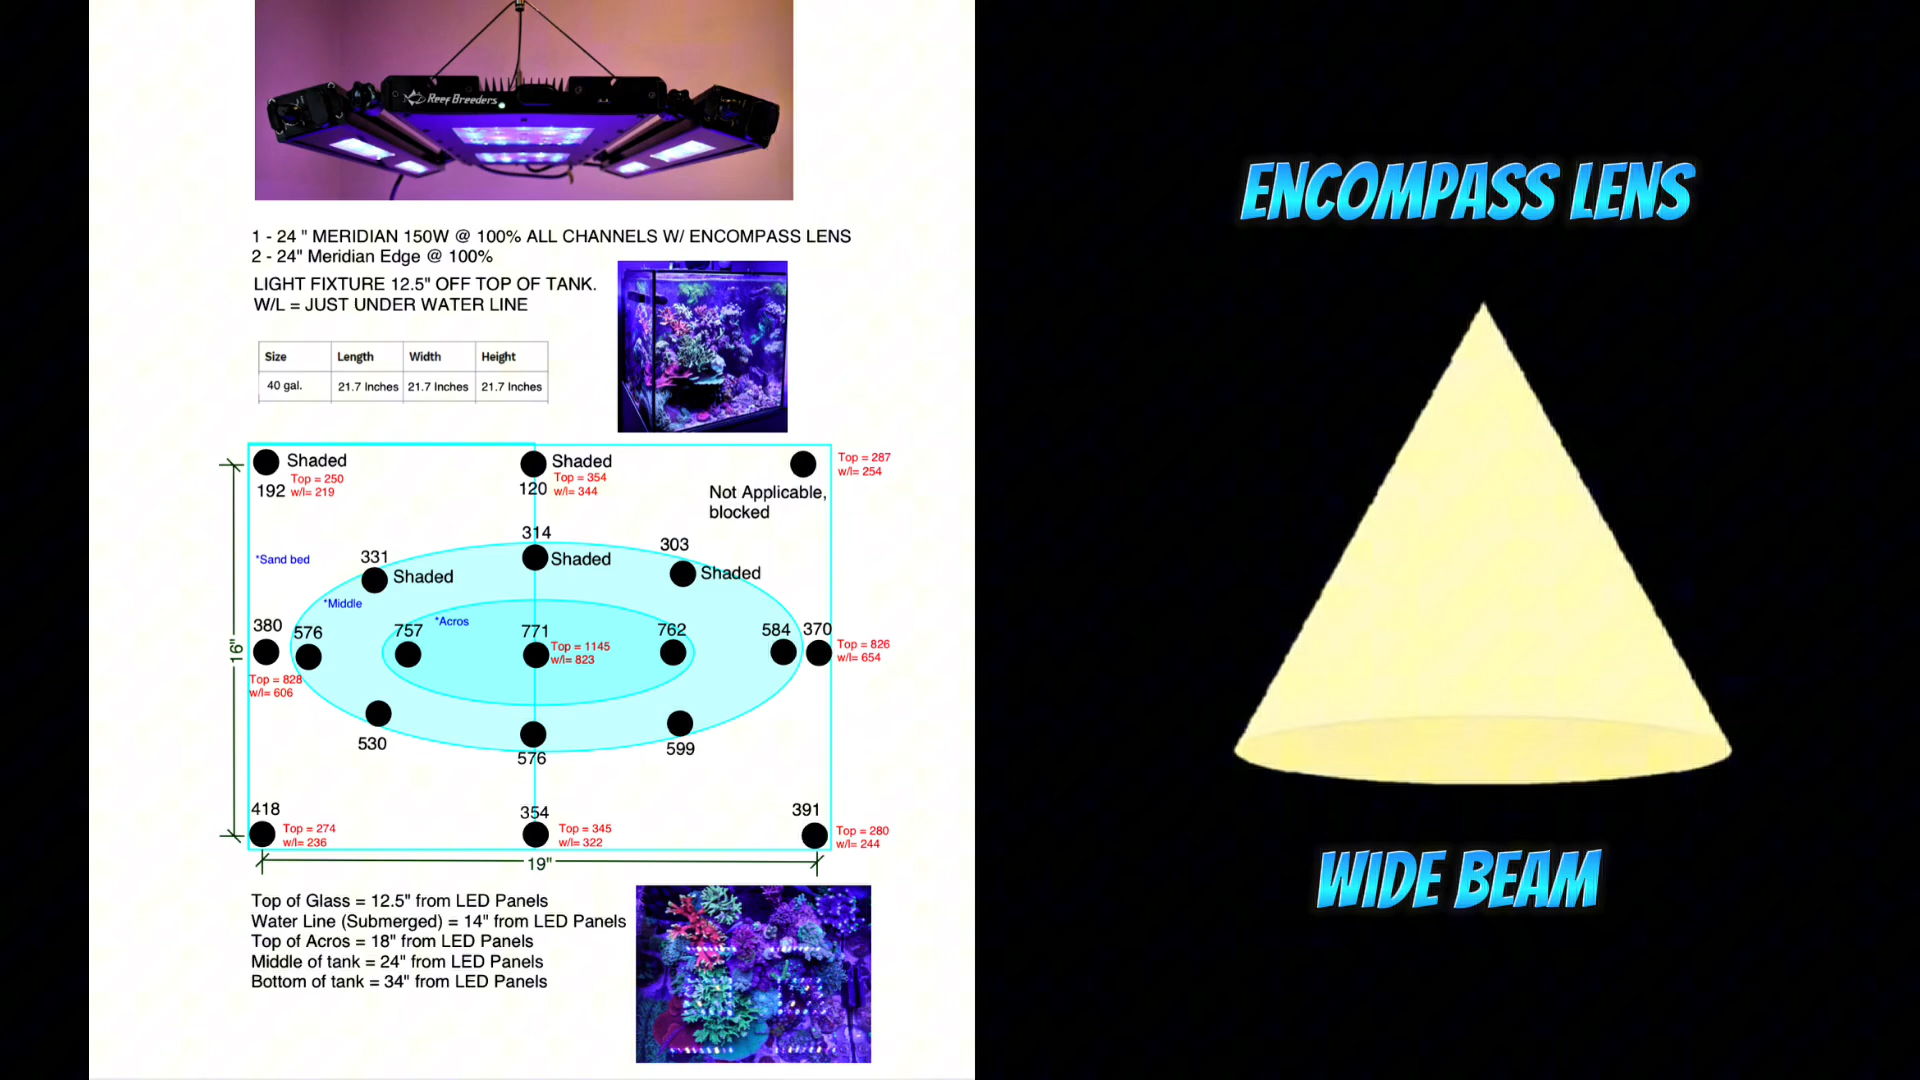 Reef Breeders
1 - 24 " MERIDIAN 150W @ 100% ALL CHANNELS W/ ENCOMPASS LENS
2 - 24" Meridian Edge @ 100%
LIGHT FIXTURE 12.5" OFF TOP OF TANK.
W/L = JUST UNDER WATER LINE
Size Length Width Height
40 gal. 21.7 Inches 21.7 Inches 21.7 Inches
Shaded
Top = 250
192 w/l= 219
Shaded
Top = 354
120 w/l= 344
Top = 287
w/l= 254
Not Applicable,
blocked
314
Shaded
331
Shaded
303
Shaded
*Sand bed
*Middle
*Acros
380
576
757
771
762
584
370
Top = 1145
w/l= 823
Top = 826
w/l= 654
16"
Top = 828
w/l= 606
530
576
599
418
Top = 274
w/l= 236
354
Top = 345
w/l= 322
391
Top = 280
w/l= 244
19"
Top of Glass = 12.5" from LED Panels
Water Line (Submerged) = 14" from LED Panels
Top of Acros = 18" from LED Panels
Middle of tank = 24" from LED Panels
Bottom of tank = 34" from LED Panels
ENCOMPASS LENS
WIDE BEAM